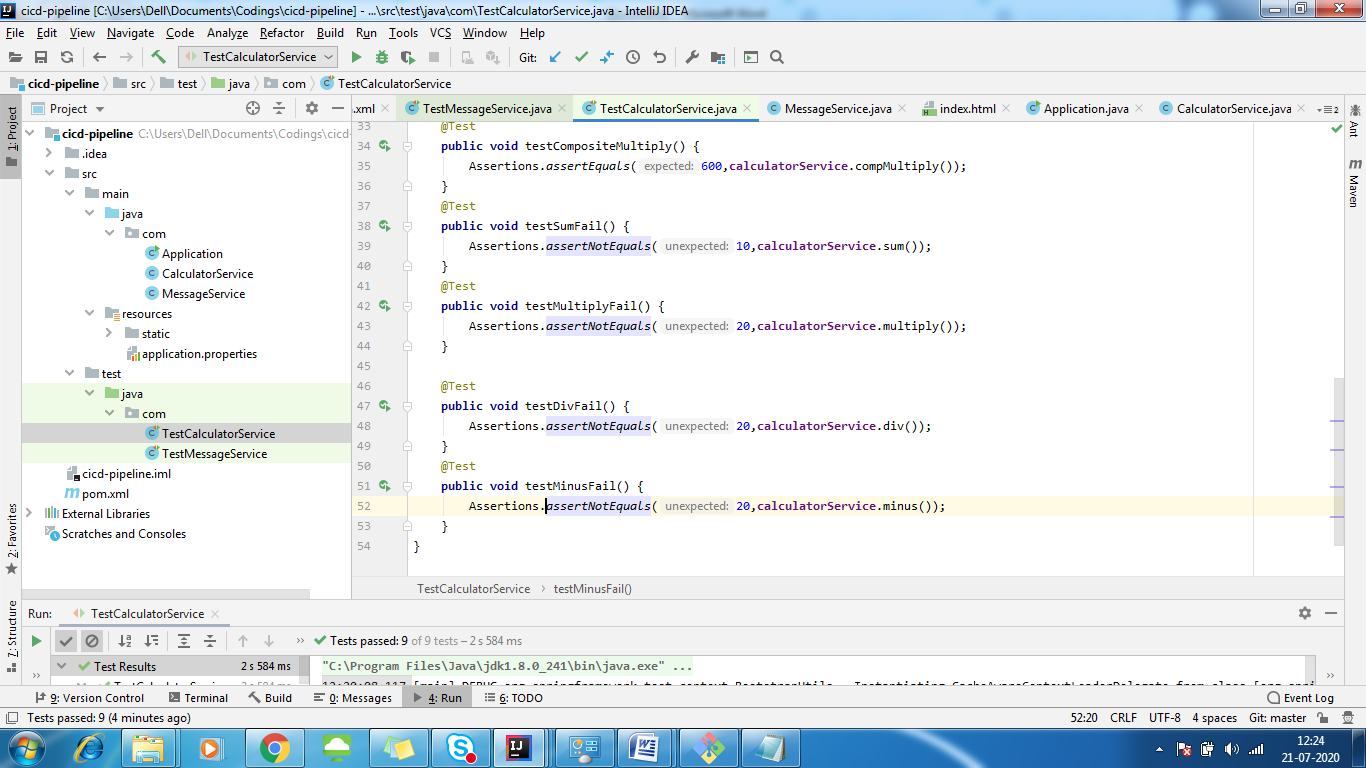 cicd-pipeline [C:\Users\Dell\Documents\Codings\cicd-pipeline] - ...\src\test\java\com\TestCalculatorService.java - IntelliJ IDEA
File Edit View Navigate Code Analyze Refactor Build Run Tools VCS Window Help
TestCalculatorService Git:
cicd-pipeline src test java com TestCalculatorService
Project .xml TestMessageService.java TestCalculatorService.java MessageService.java index.html Application.java CalculatorService.java 2
1: Project
2: Favorites
7: Structure
Ant
Maven
cicd-pipeline C:\Users\Dell\Documents\Codings\cicd-
.idea
src
main
java
com
Application
CalculatorService
MessageService
resources
static
application.properties
test
java
com
TestCalculatorService
TestMessageService
cicd-pipeline.iml
pom.xml
External Libraries
Scratches and Consoles
33 @Test
34 public void testCompositeMultiply() {
35 Assertions.assertEquals( expected: 600,calculatorService.compMultiply());
36 }
37 @Test
38 public void testSumFail() {
39 Assertions.assertNotEquals( unexpected: 10,calculatorService.sum());
40 }
41 @Test
42 public void testMultiplyFail() {
43 Assertions.assertNotEquals( unexpected: 20,calculatorService.multiply());
44 }
45
46 @Test
47 public void testDivFail() {
48 Assertions.assertNotEquals( unexpected: 20,calculatorService.div());
49 }
50 @Test
51 public void testMinusFail() {
52 Assertions.assertNotEquals( unexpected: 20,calculatorService.minus());
53 }
54 }
TestCalculatorService testMinusFail()
Run: TestCalculatorService
Tests passed: 9 of 9 tests – 2 s 584 ms
Test Results 2 s 584 ms
"C:\Program Files\Java\jdk1.8.0_241\bin\java.exe" ...
9: Version Control Terminal Build 0: Messages 4: Run 6: TODO Event Log
Tests passed: 9 (4 minutes ago) 52:20 CRLF UTF-8 4 spaces Git: master
12:24
21-07-2020